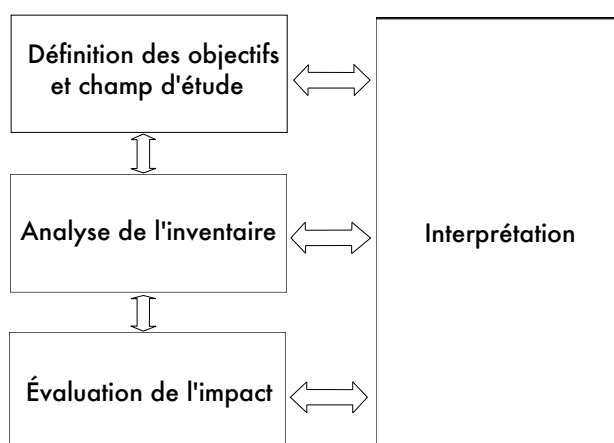 Définition des objectifs
et champ d'étude
Analyse de l'inventaire
Interprétation
Évaluation de l'impact